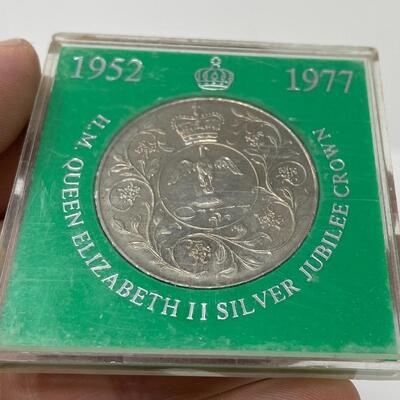 1952 1977
H.M. QUEEN ELIZABETH II SILVER JUBILEE CROWN